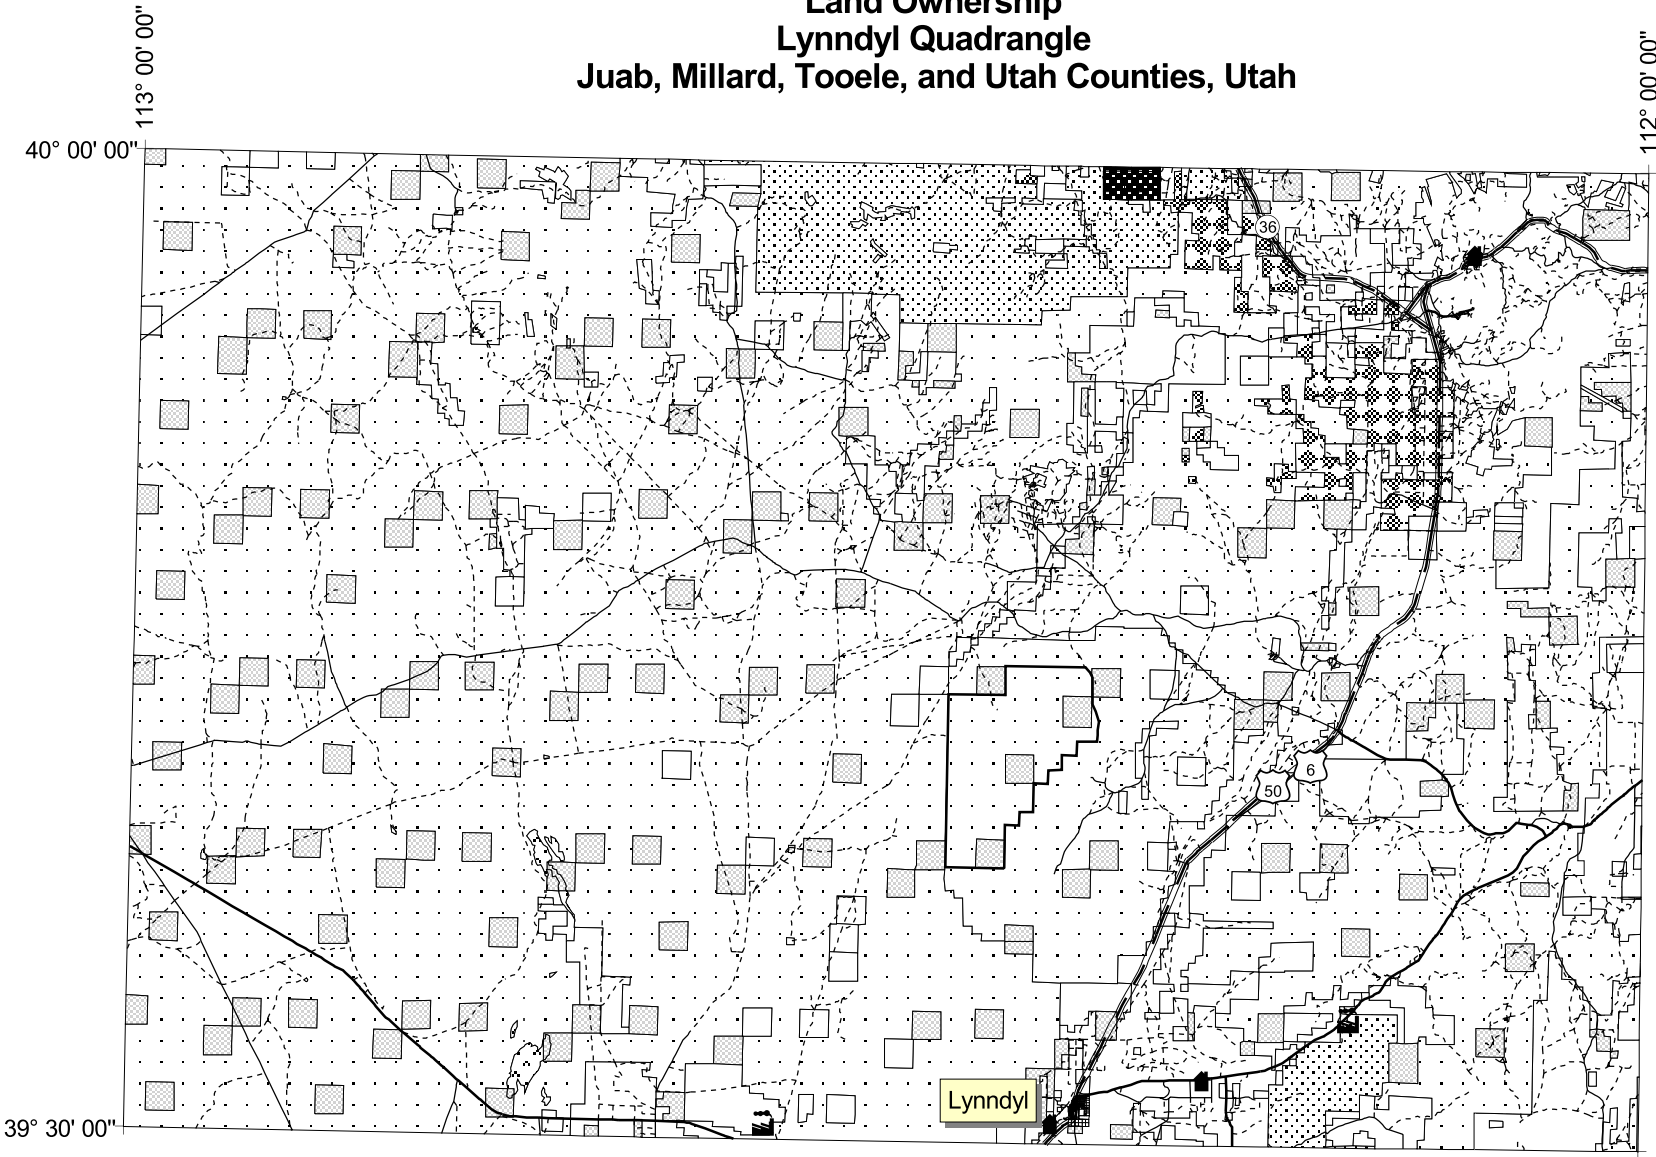 Land Ownership
Lynndyl Quadrangle
Juab, Millard, Tooele, and Utah Counties, Utah
113° 00' 00"
112° 00' 00"
40° 00' 00"
36
6
50
Lynndyl
39° 30' 00"